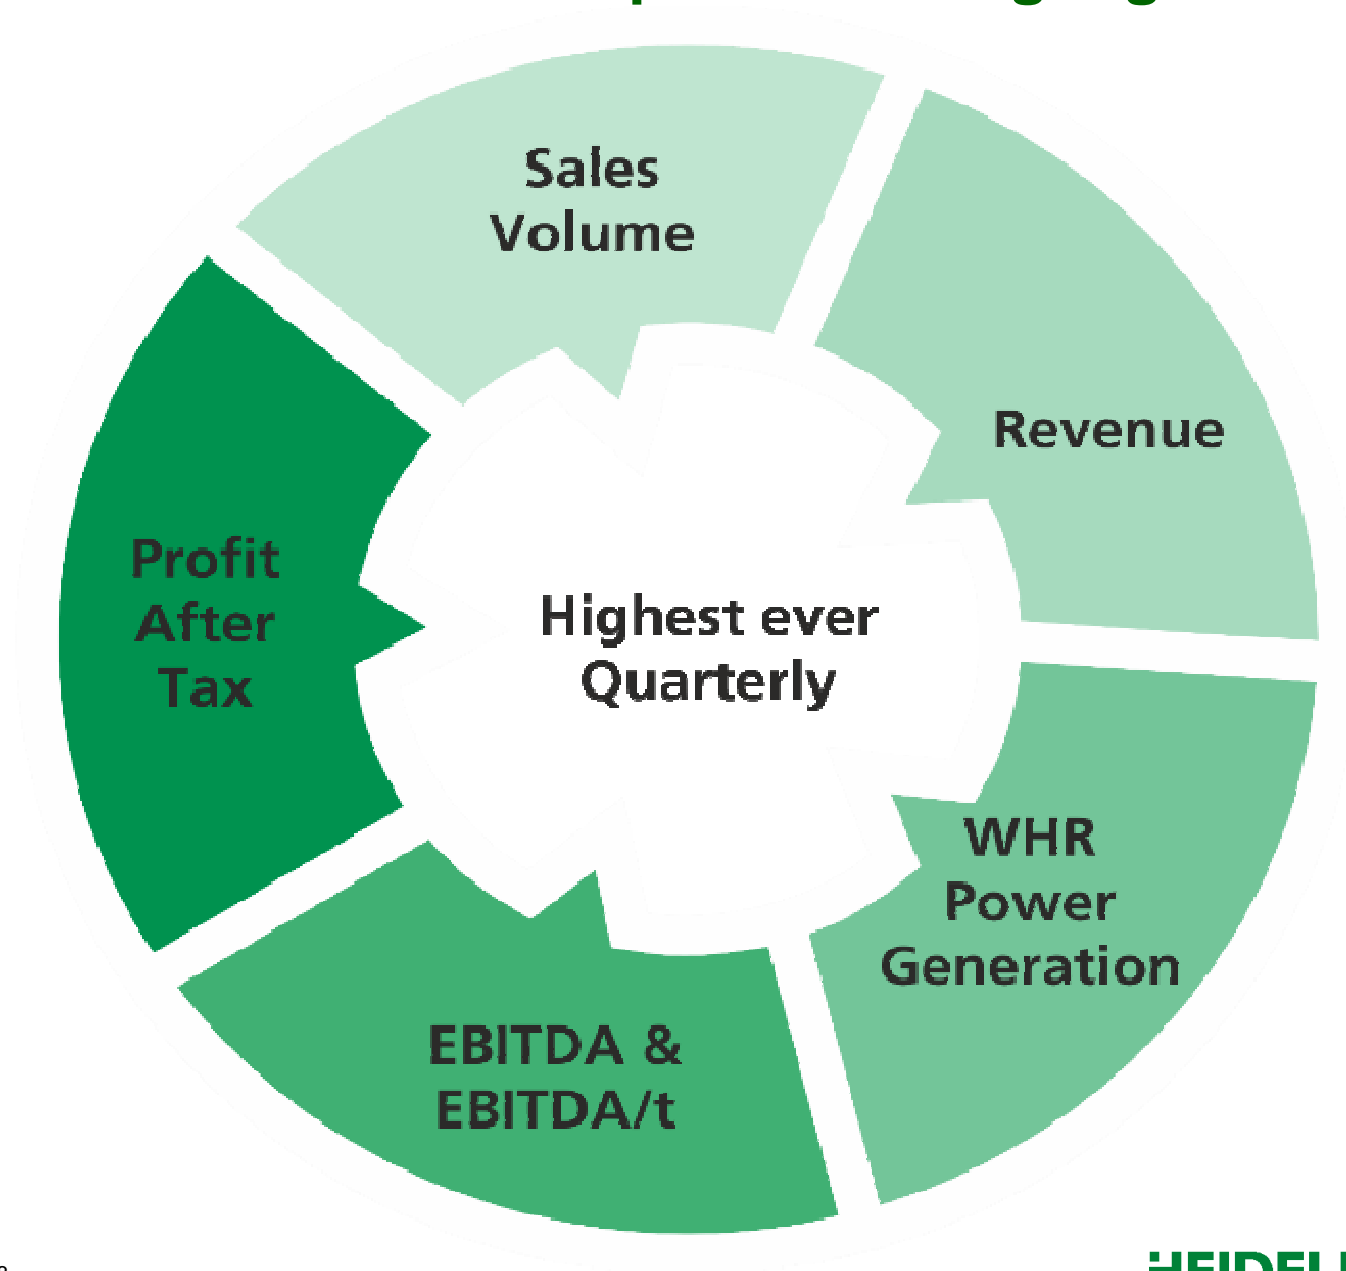 Sales
Volume
Revenue
Profit
After
Tax
Highest ever
Quarterly
WHR
Power
Generation
EBITDA &
EBITDA/t